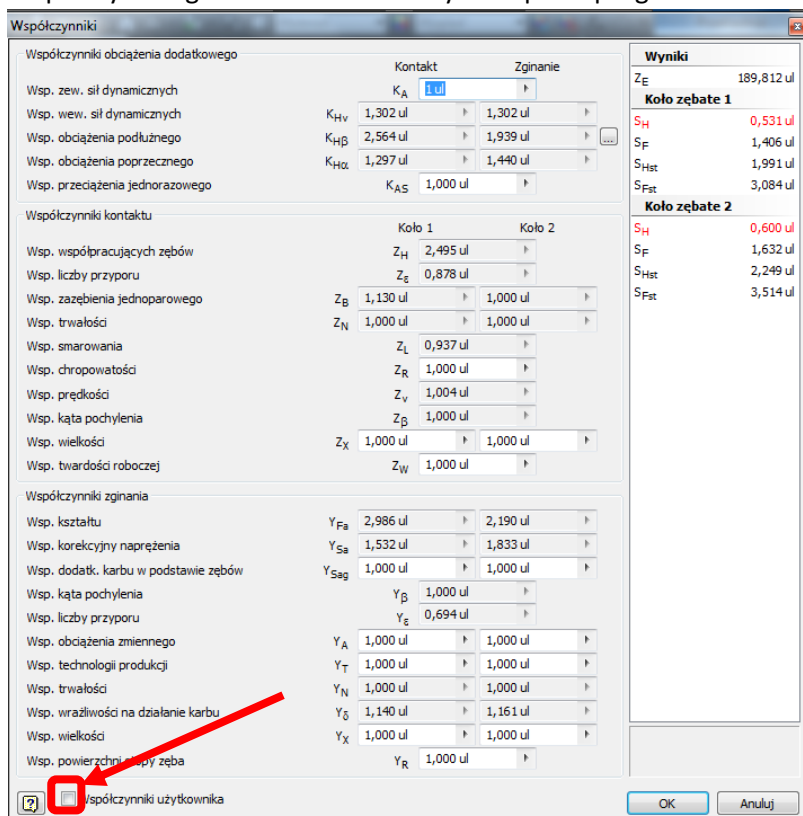 Współczynniki
Współczynniki obciążenia dodatkowego
Kontakt Zginanie
Wsp. zew. sił dynamicznych KA 1 ul
Wsp. wew. sił dynamicznych KHv 1,302 ul 1,302 ul
Wsp. obciążenia podłużnego KHβ 2,564 ul 1,939 ul ...
Wsp. obciążenia poprzecznego KHα 1,297 ul 1,440 ul
Wsp. przeciążenia jednorazowego KAS 1,000 ul
Współczynniki kontaktu
Koło 1 Koło 2
Wsp. współpracujących zębów ZH 2,495 ul
Wsp. liczby przyporu Zε 0,878 ul
Wsp. zazębienia jednoparowego ZB 1,130 ul 1,000 ul
Wsp. trwałości ZN 1,000 ul 1,000 ul
Wsp. smarowania ZL 0,937 ul
Wsp. chropowatości ZR 1,000 ul
Wsp. prędkości Zv 1,004 ul
Wsp. kąta pochylenia Zβ 1,000 ul
Wsp. wielkości ZX 1,000 ul 1,000 ul
Wsp. twardości roboczej ZW 1,000 ul
Współczynniki zginania
Wsp. kształtu YFa 2,986 ul 2,190 ul
Wsp. korekcyjny naprężenia YSa 1,532 ul 1,833 ul
Wsp. dodatk. karbu w podstawie zębów YSag 1,000 ul 1,000 ul
Wsp. kąta pochylenia Yβ 1,000 ul
Wsp. liczby przyporu Yε 0,694 ul
Wsp. obciążenia zmiennego YA 1,000 ul 1,000 ul
Wsp. technologii produkcji YT 1,000 ul 1,000 ul
Wsp. trwałości YN 1,000 ul 1,000 ul
Wsp. wrażliwości na działanie karbu Yδ 1,140 ul 1,161 ul
Wsp. wielkości YX 1,000 ul 1,000 ul
Wsp. powierzchni stopy zęba YR 1,000 ul
Współczynniki użytkownika
Wyniki
ZE 189,812 ul
Koło zębate 1
SH 0,531 ul
SF 1,406 ul
SHst 1,991 ul
SFst 3,084 ul
Koło zębate 2
SH 0,600 ul
SF 1,632 ul
SHst 2,249 ul
SFst 3,514 ul
OK Anuluj